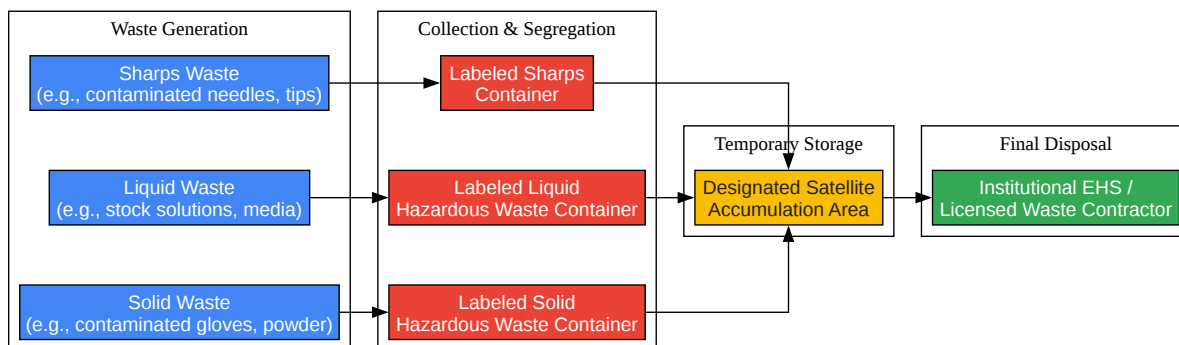 Waste Generation
Sharps Waste
(e.g., contaminated needles, tips)
Liquid Waste
(e.g., stock solutions, media)
Solid Waste
(e.g., contaminated gloves, powder)
Collection & Segregation
Labeled Sharps
Container
Labeled Liquid
Hazardous Waste Container
Labeled Solid
Hazardous Waste Container
Temporary Storage
Designated Satellite
Accumulation Area
Final Disposal
Institutional EHS /
Licensed Waste Contractor